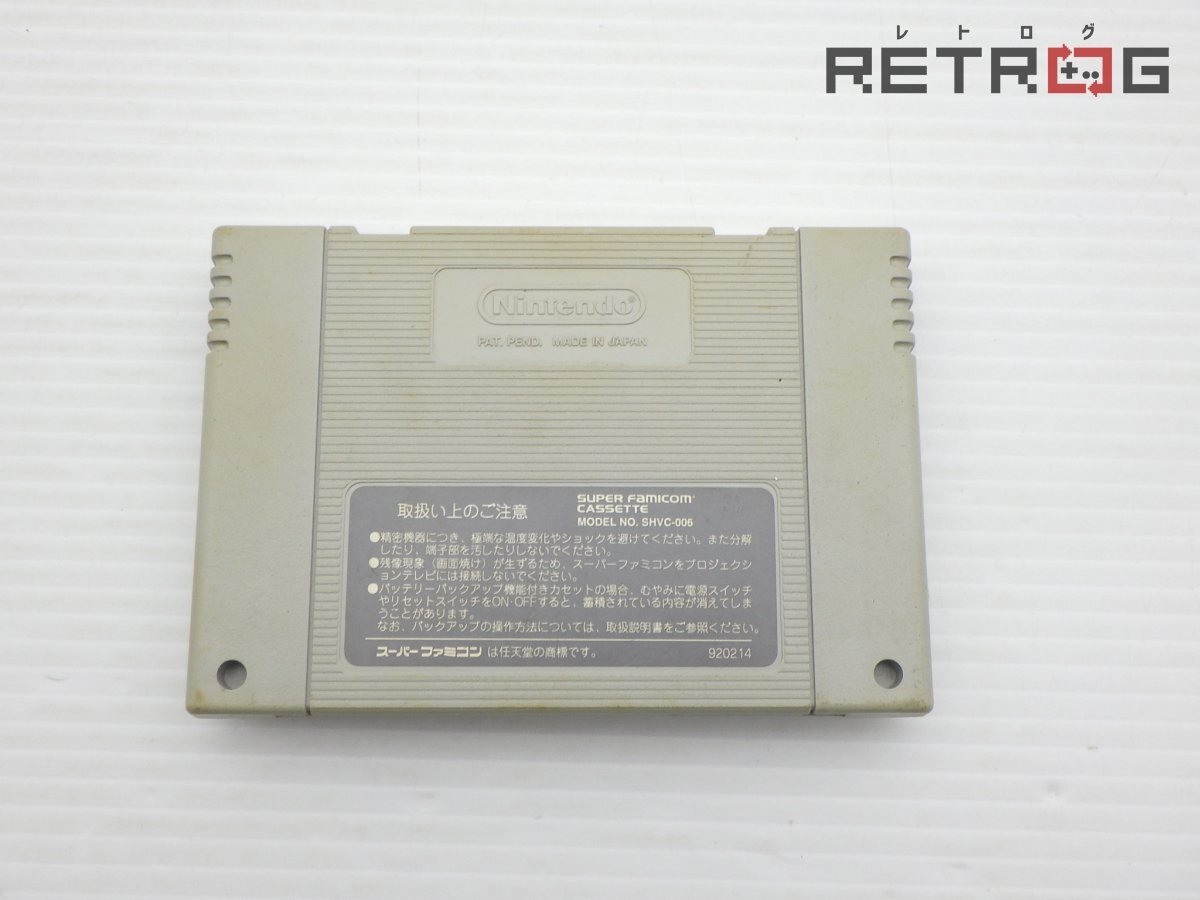 レトログ
RETROG
Nintendo®
PAT. PEND. MADE IN JAPAN
取扱い上のご注意
SUPER FAMICOM
CASSETTE
MODEL NO. SHVC-006
●精密機器につき、極端な温度変化やショックを避けてください。また分解
したり、端子部を汚したりしないでください。
●残像現象（画面焼け）が生ずるため、スーパーファミコンをプロジェクシ
ョンテレビには接続しないでください。
●バッテリーバックアップ機能付きカセットの場合、むやみに電源スイッチ
やリセットスイッチをON・OFFすると、蓄積されている内容が消えてしま
うことがあります。
なお、バックアップの操作方法については、取扱説明書をご参照ください。
スーパーファミコンは任天堂の商標です。
920214